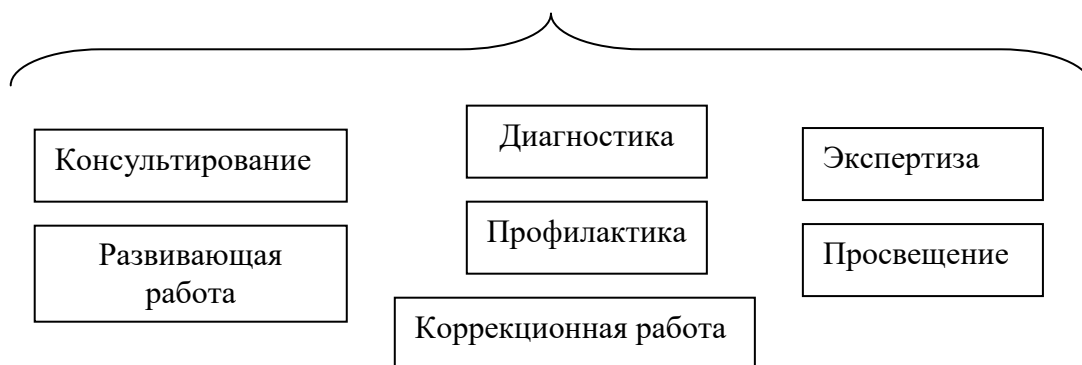 Консультирование
Диагностика
Экспертиза
Развивающая
работа
Профилактика
Просвещение
Коррекционная работа